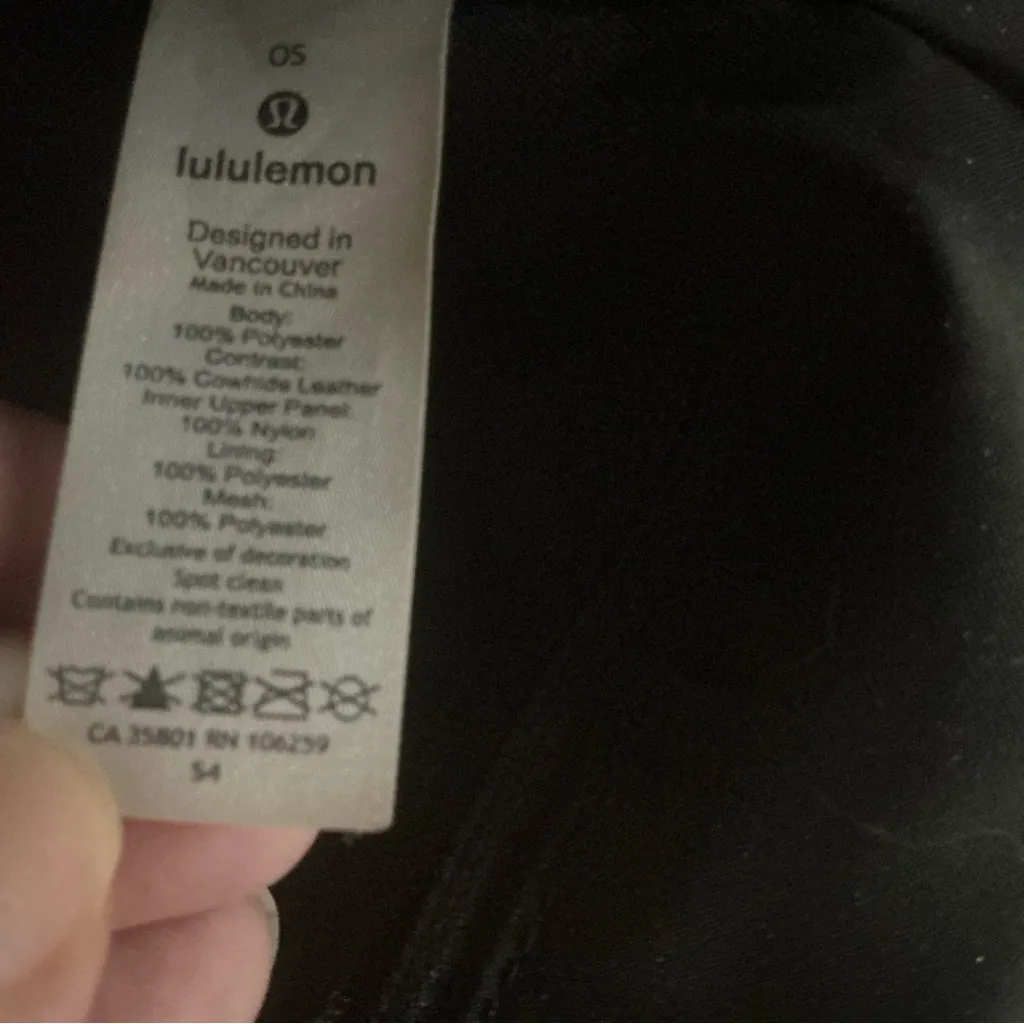 OS
lululemon
Designed in
Vancouver
Made in China
Body:
100% Polyester
Contrast:
100% Cowhide Leather
Inner Upper Panel:
100% Nylon
Lining:
100% Polyester
Mesh:
100% Polyester
Exclusive of decoration
Spot clean
Contains non-textile parts of
animal origin
CA 35801 RN 106259
S4